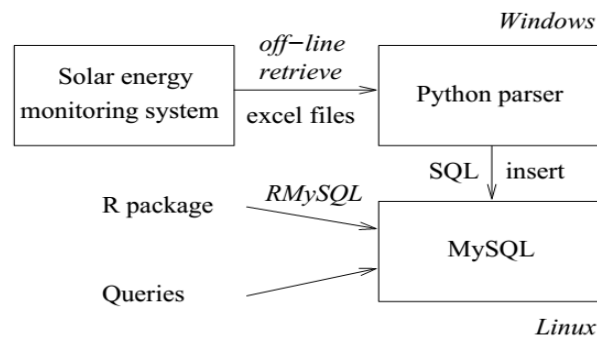 Windows
Solar energy
monitoring system
off-line
retrieve
excel files
Python parser
SQL insert
R package
RMySQL
MySQL
Queries
Linux